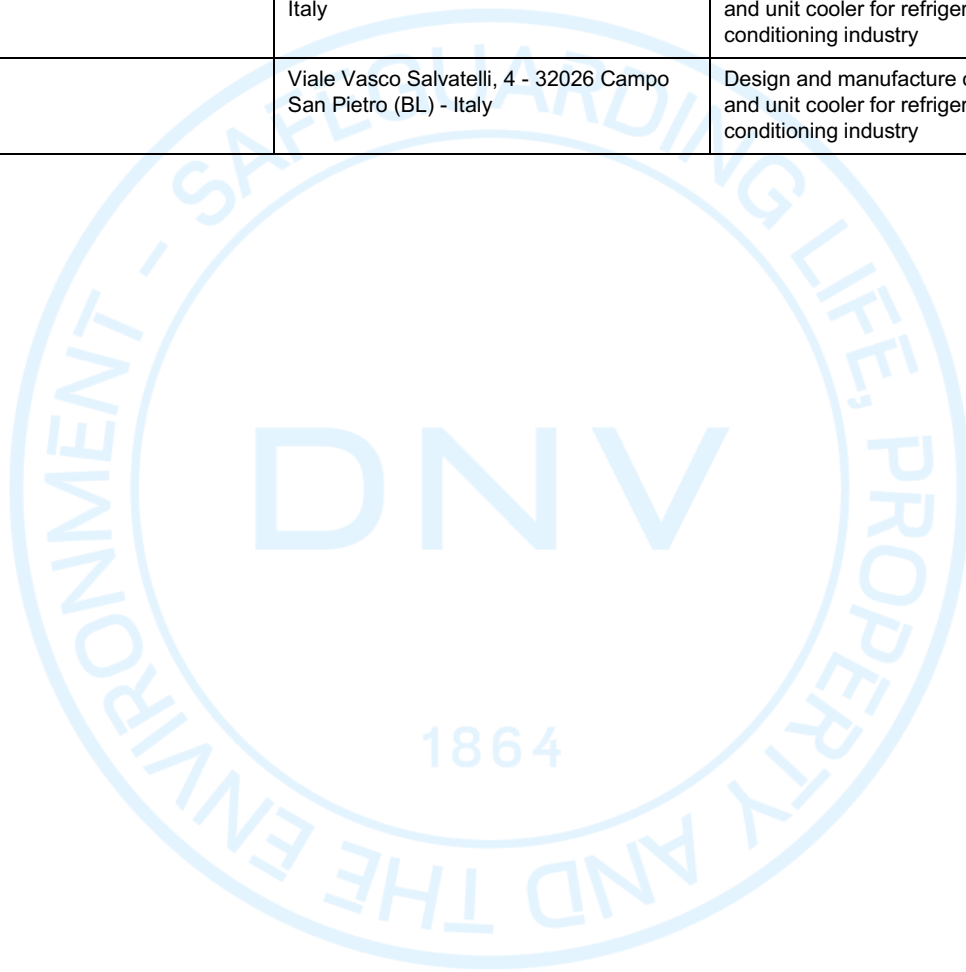 Italy
and unit cooler for refriger
conditioning industry
Viale Vasco Salvatelli, 4 - 32026 Campo
San Pietro (BL) - Italy
Design and manufacture
and unit cooler for refriger
conditioning industry
SAFEGUARDING LIFE, PROPERTY AND THE ENVIRONMENT -
DNV
1864